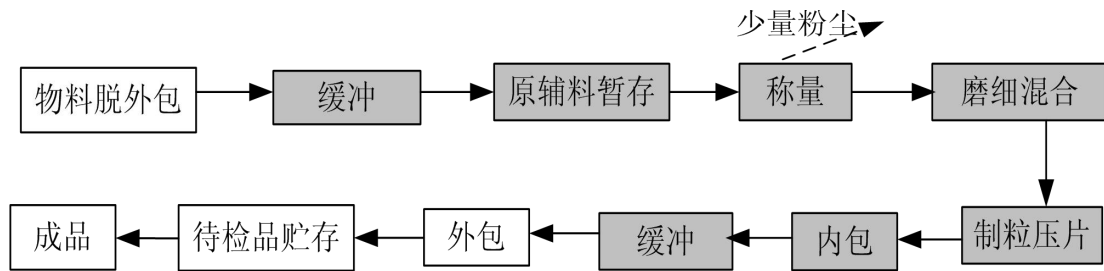 少量粉尘
物料脱外包
缓冲
原辅料暂存
称量
磨细混合
制粒压片
内包
缓冲
外包
待检品贮存
成品